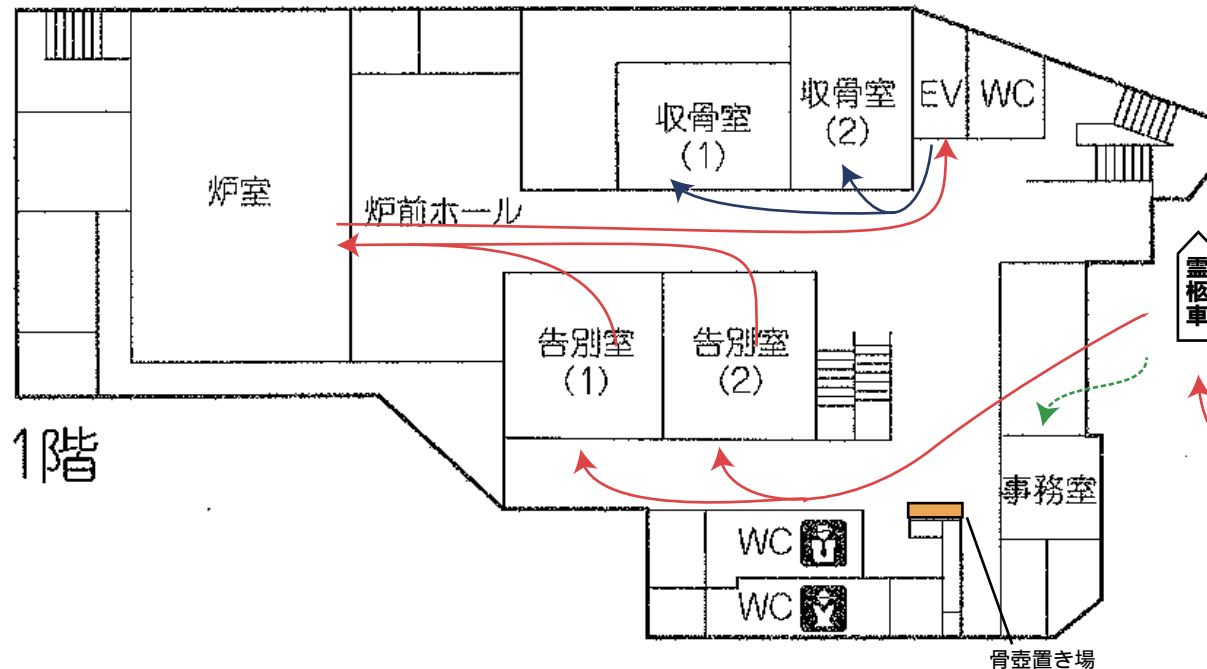 収骨室
(1)
収骨室
(2)
EV
WC
炉室
炉前ホール
霊柩車
告別室
(1)
告別室
(2)
1階
事務室
WC
WC
骨壺置き場